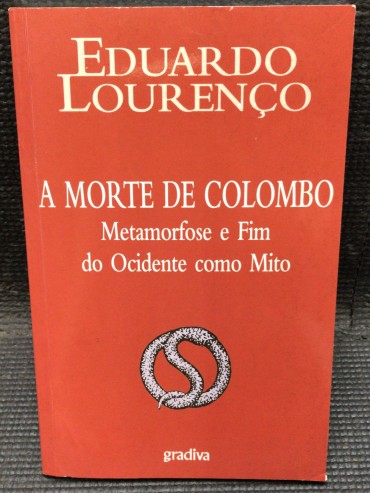 EDUARDO
LOURENÇO
A MORTE DE COLOMBO
Metamorfose e Fim
do Ocidente como Mito
gradiva